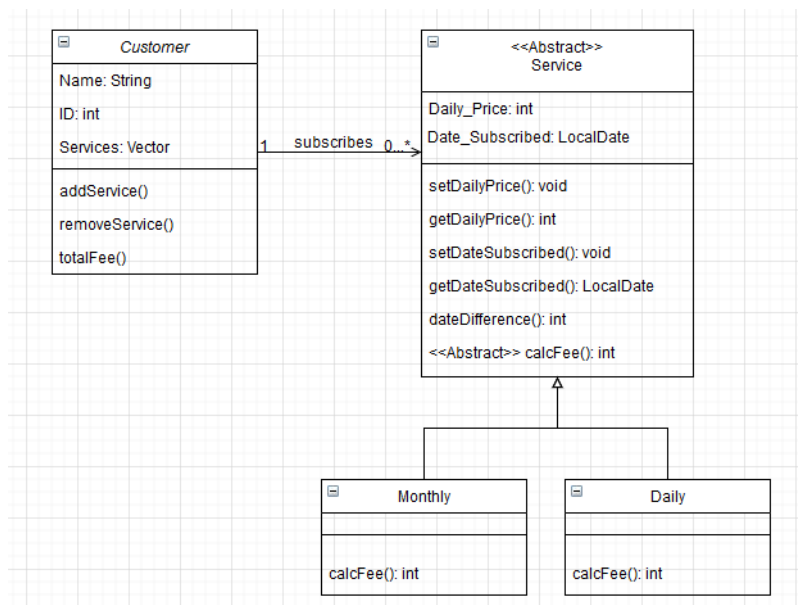 Customer
Name: String
ID: int
Services: Vector
addService()
removeService()
totalFee()
1
subscribes
0...*
<<Abstract>>
Service
Daily_Price: int
Date_Subscribed: LocalDate
setDailyPrice(): void
getDailyPrice(): int
setDateSubscribed(): void
getDateSubscribed(): LocalDate
dateDifference(): int
<<Abstract>> calcFee(): int
Monthly
calcFee(): int
Daily
calcFee(): int